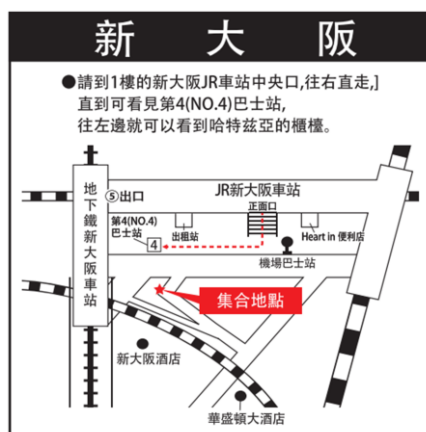 新大阪
●請到1樓的新大阪JR車站中央口,往右直走,]
直到可看見第4(NO.4)巴士站,
往左邊就可以看到哈特茲亞的櫃檯。
JR新大阪車站
⑤出口
正面口
第4(NO.4)
巴士站
4
出租站
Heart in 便利店
地下鐵新大阪車站
機場巴士站
集合地點
新大阪酒店
華盛頓大酒店